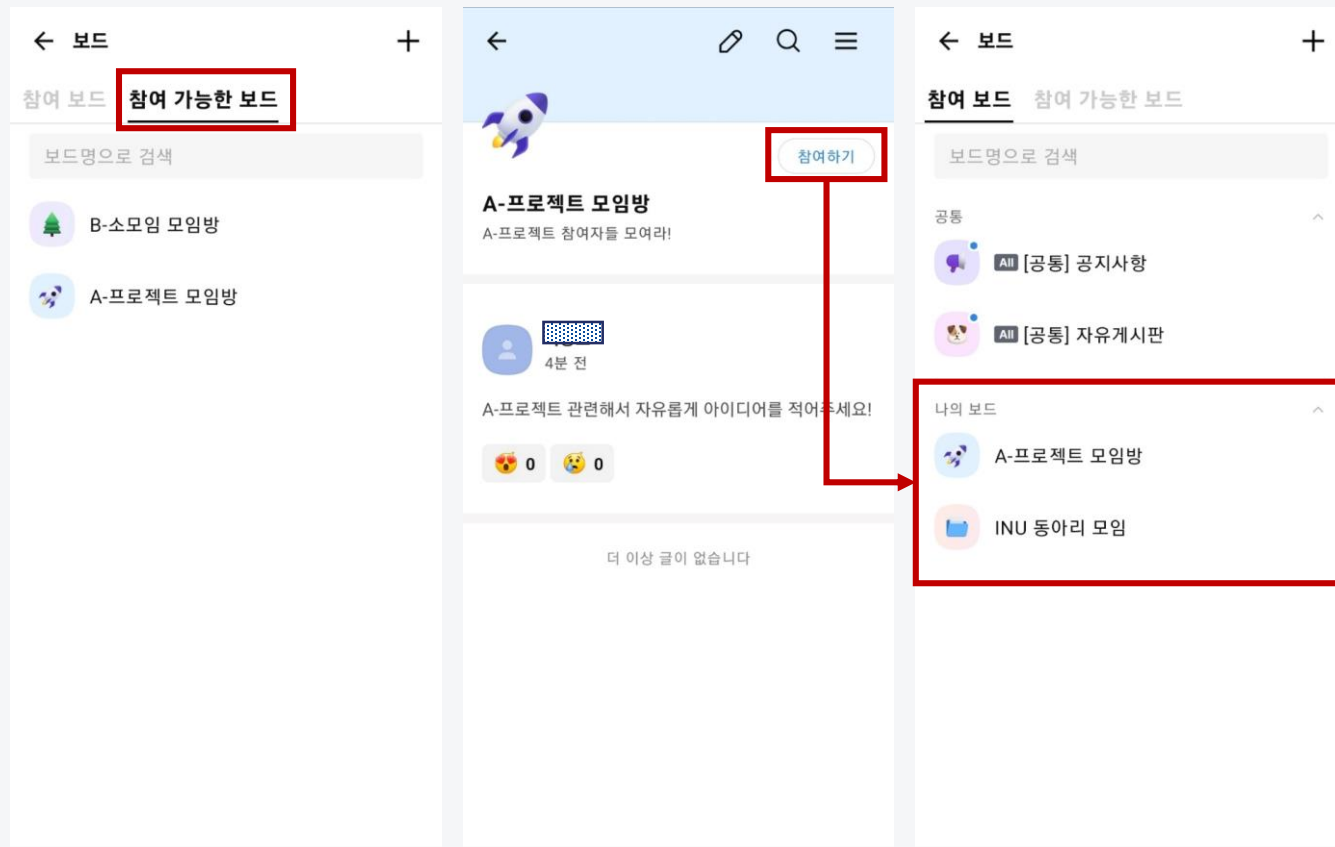 보드
참여 보드 참여 가능한 보드
보드명으로 검색
B-소모임 모임방
A-프로젝트 모임방
참여하기
A-프로젝트 모임방
A-프로젝트 참여자들 모여라!
4분 전
A-프로젝트 관련해서 자유롭게 아이디어를 적어주세요!
0 0
더 이상 글이 없습니다
보드
참여 보드 참여 가능한 보드
보드명으로 검색
공통
All [공통] 공지사항
All [공통] 자유게시판
나의 보드
A-프로젝트 모임방
INU 동아리 모임